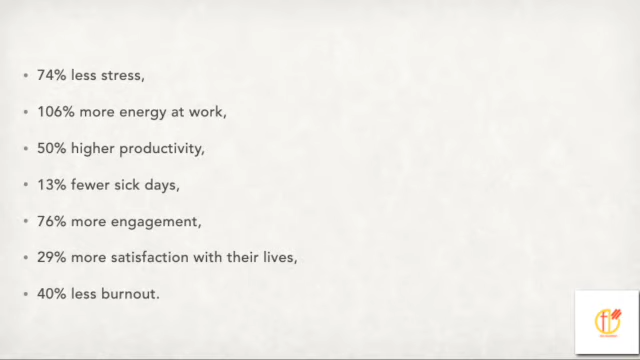 • 74% less stress,
• 106% more energy at work,
• 50% higher productivity,
• 13% fewer sick days,
• 76% more engagement,
• 29% more satisfaction with their lives,
• 40% less burnout.